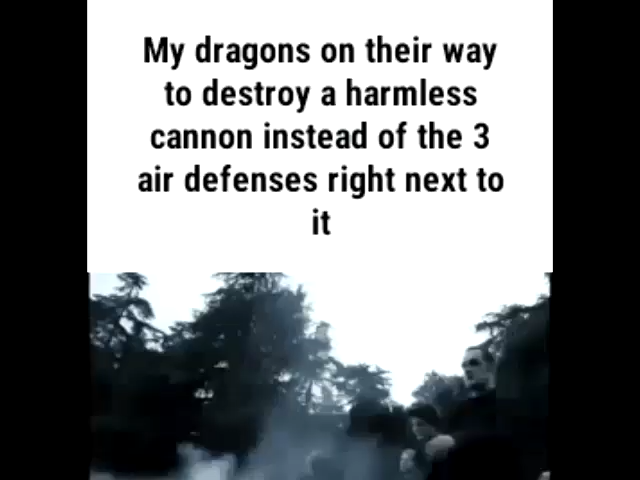 My dragons on their way
to destroy a harmless
cannon instead of the 3
air defenses right next to
it